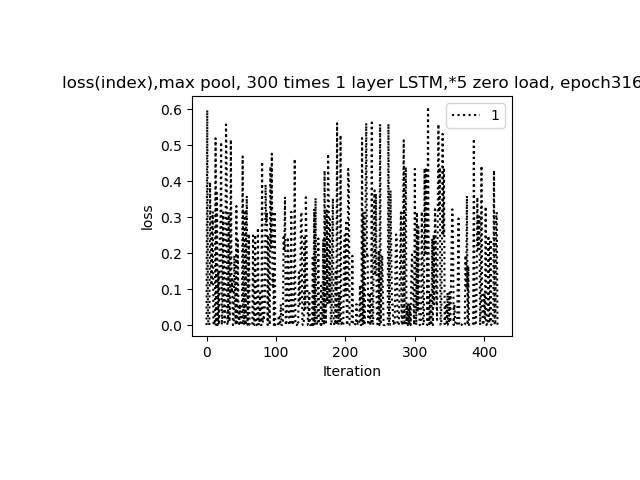 loss(index),max pool, 300 times 1 layer LSTM,*5 zero load, epoch316
1
0.6
0.5
0.4
0.3
0.2
0.1
0.0
loss
0 100 200 300 400
Iteration